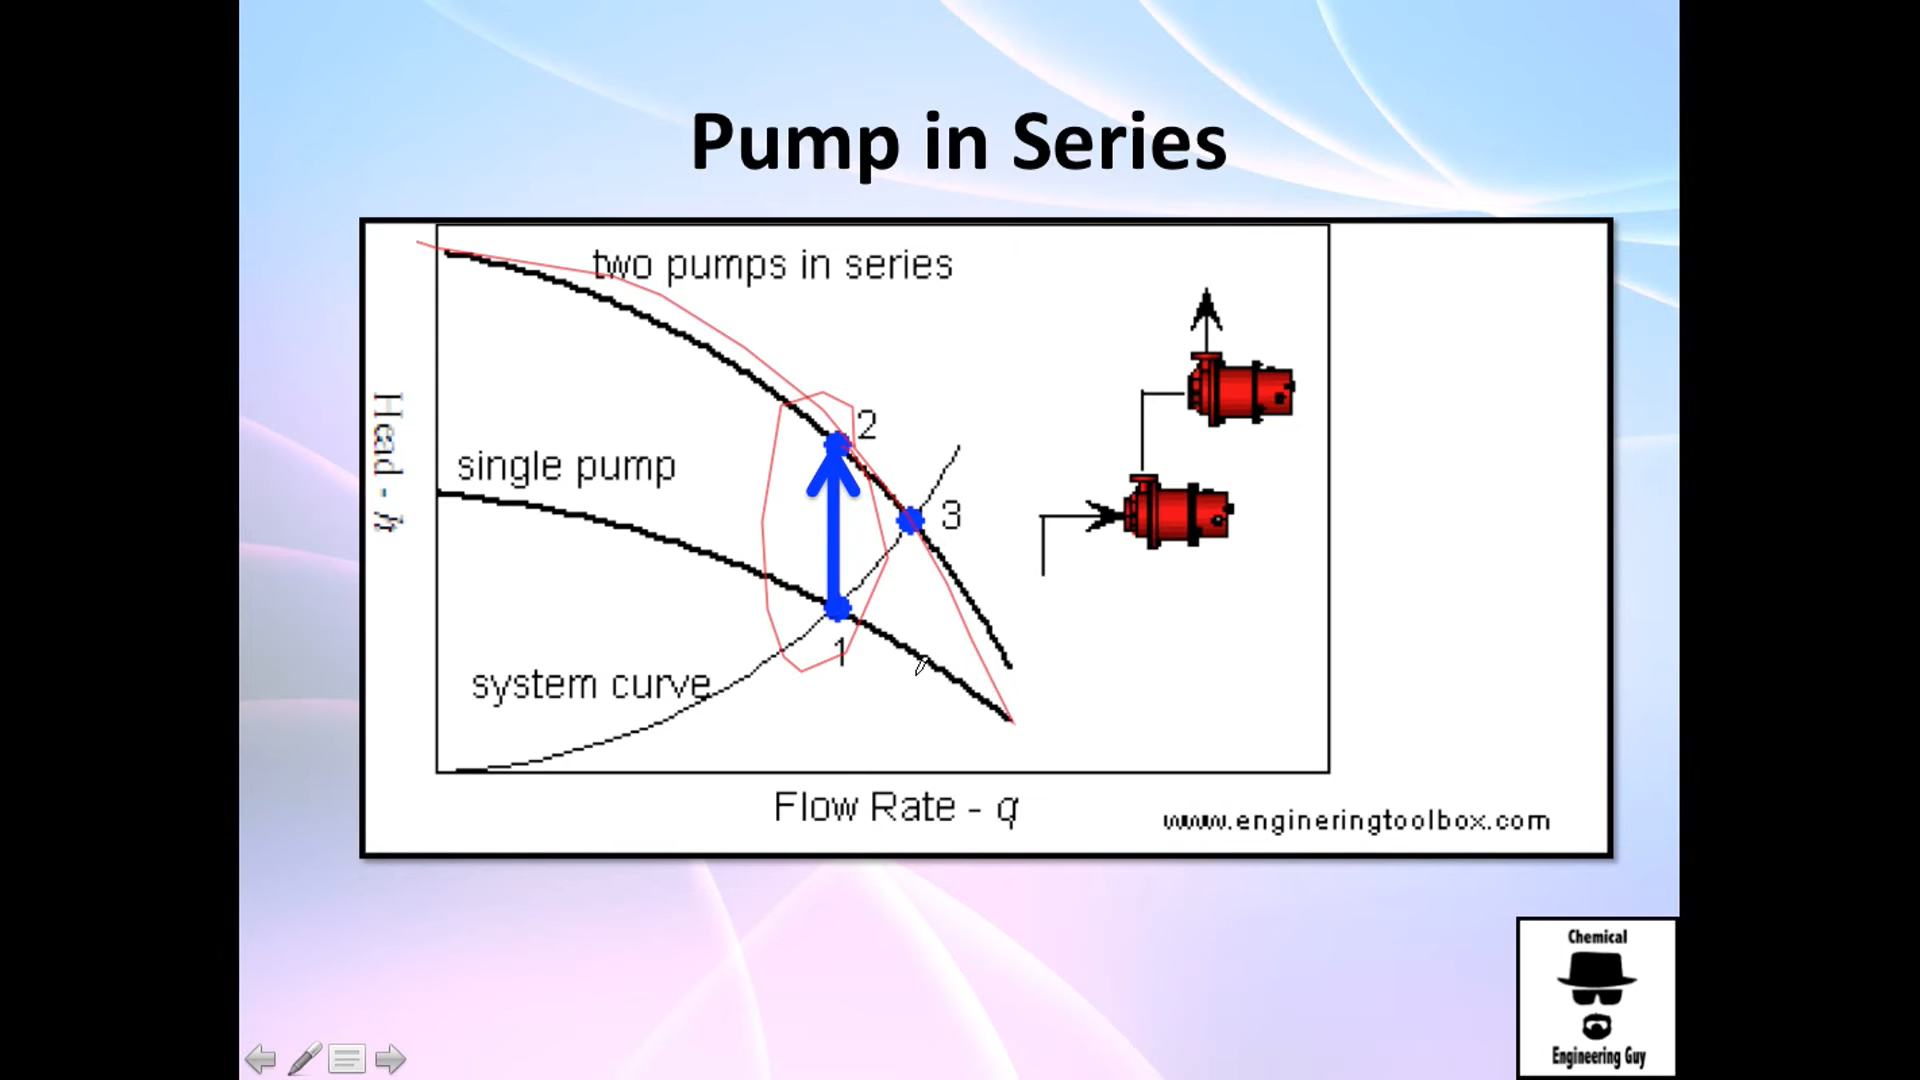 Pump in Series
two pumps in series
2
Head - h
single pump
3
1
system curve
Flow Rate - q
www.engineringtoolbox.com
Chemical
Engineering Guy